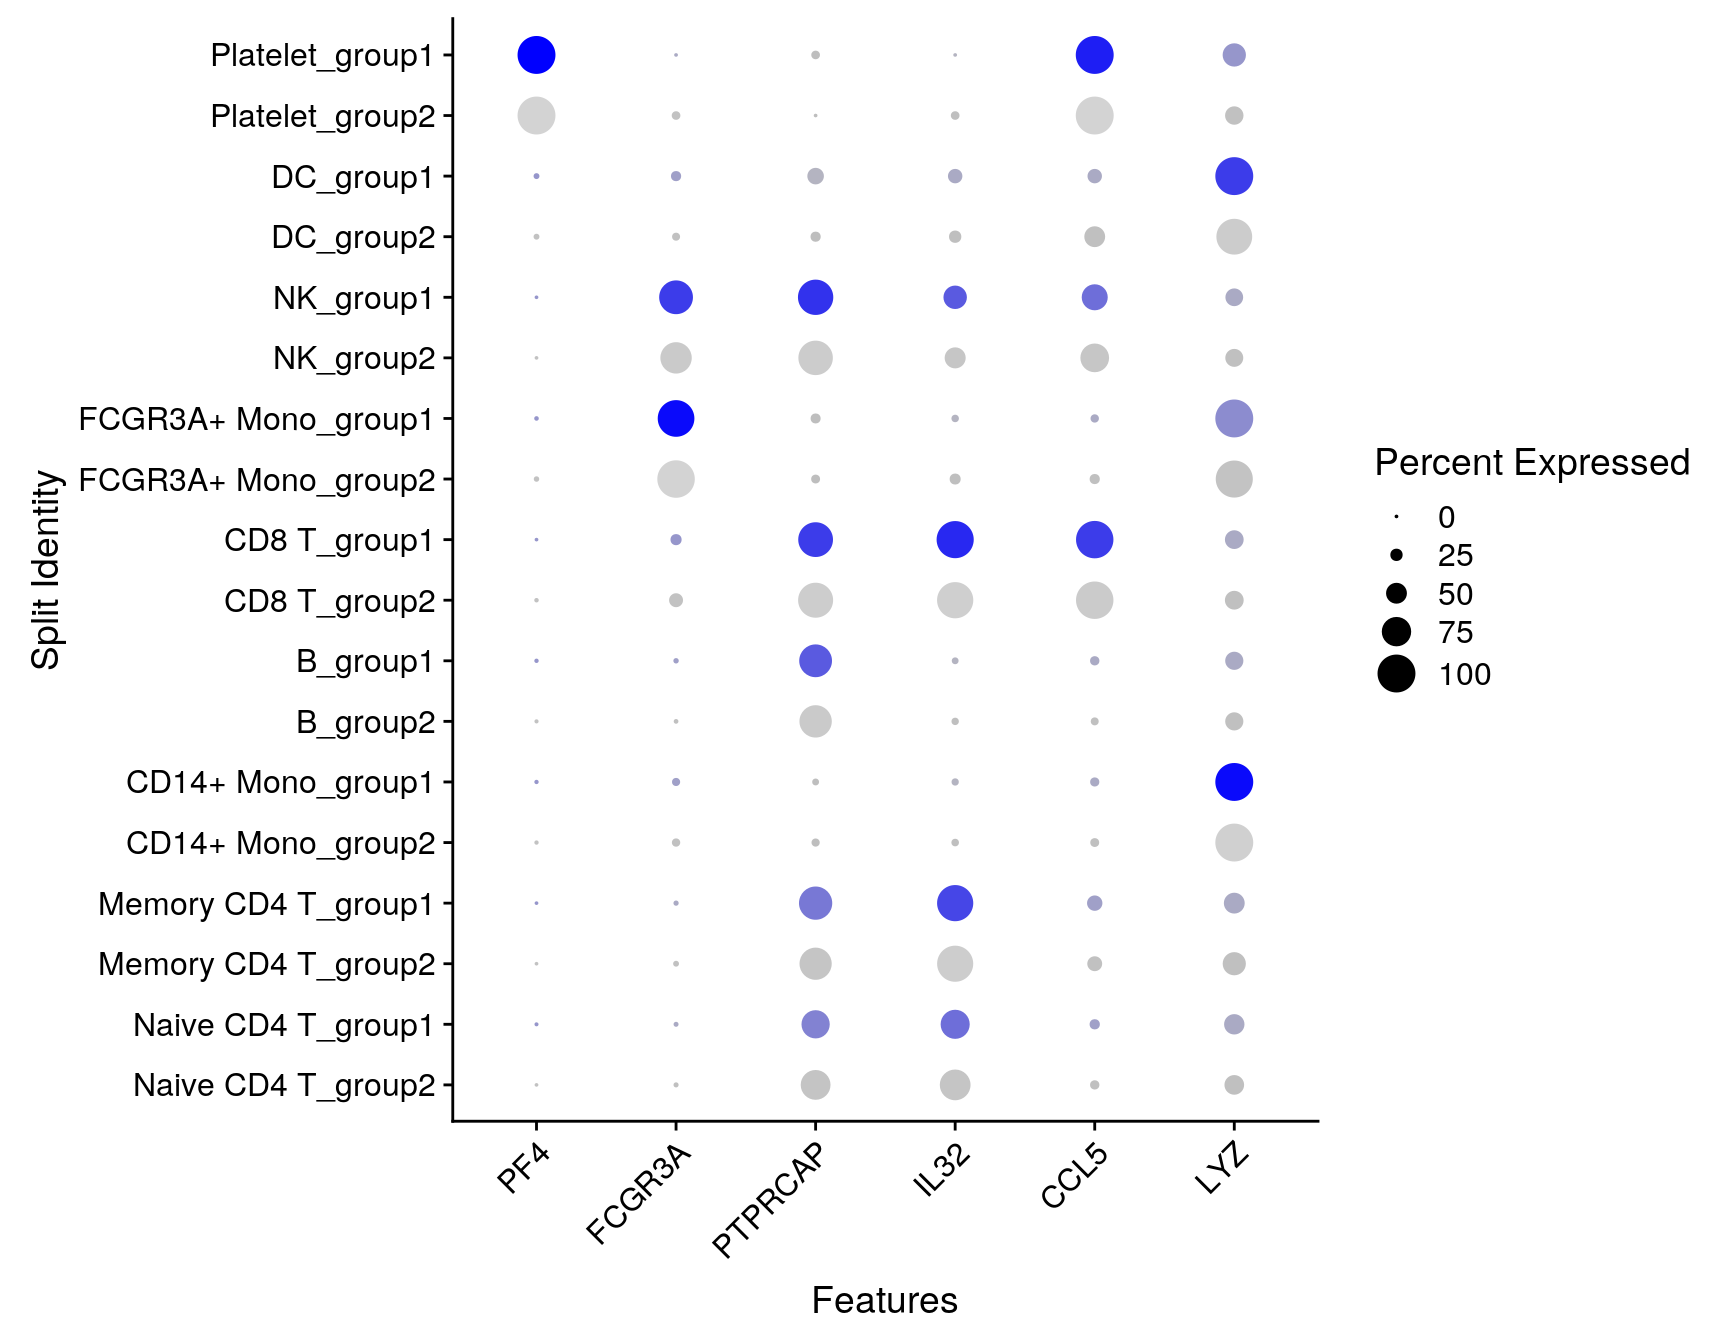 Platelet_group1
Platelet_group2
DC_group1
DC_group2
NK_group1
NK_group2
FCGR3A+ Mono_group1
FCGR3A+ Mono_group2
CD8 T_group1
CD8 T_group2
B_group1
B_group2
CD14+ Mono_group1
CD14+ Mono_group2
Memory CD4 T_group1
Memory CD4 T_group2
Naive CD4 T_group1
Naive CD4 T_group2
Split Identity
PF4
FCGR3A
PTPRCAP
IL32
CCL5
LYZ
Features
Percent Expressed
0
25
50
75
100